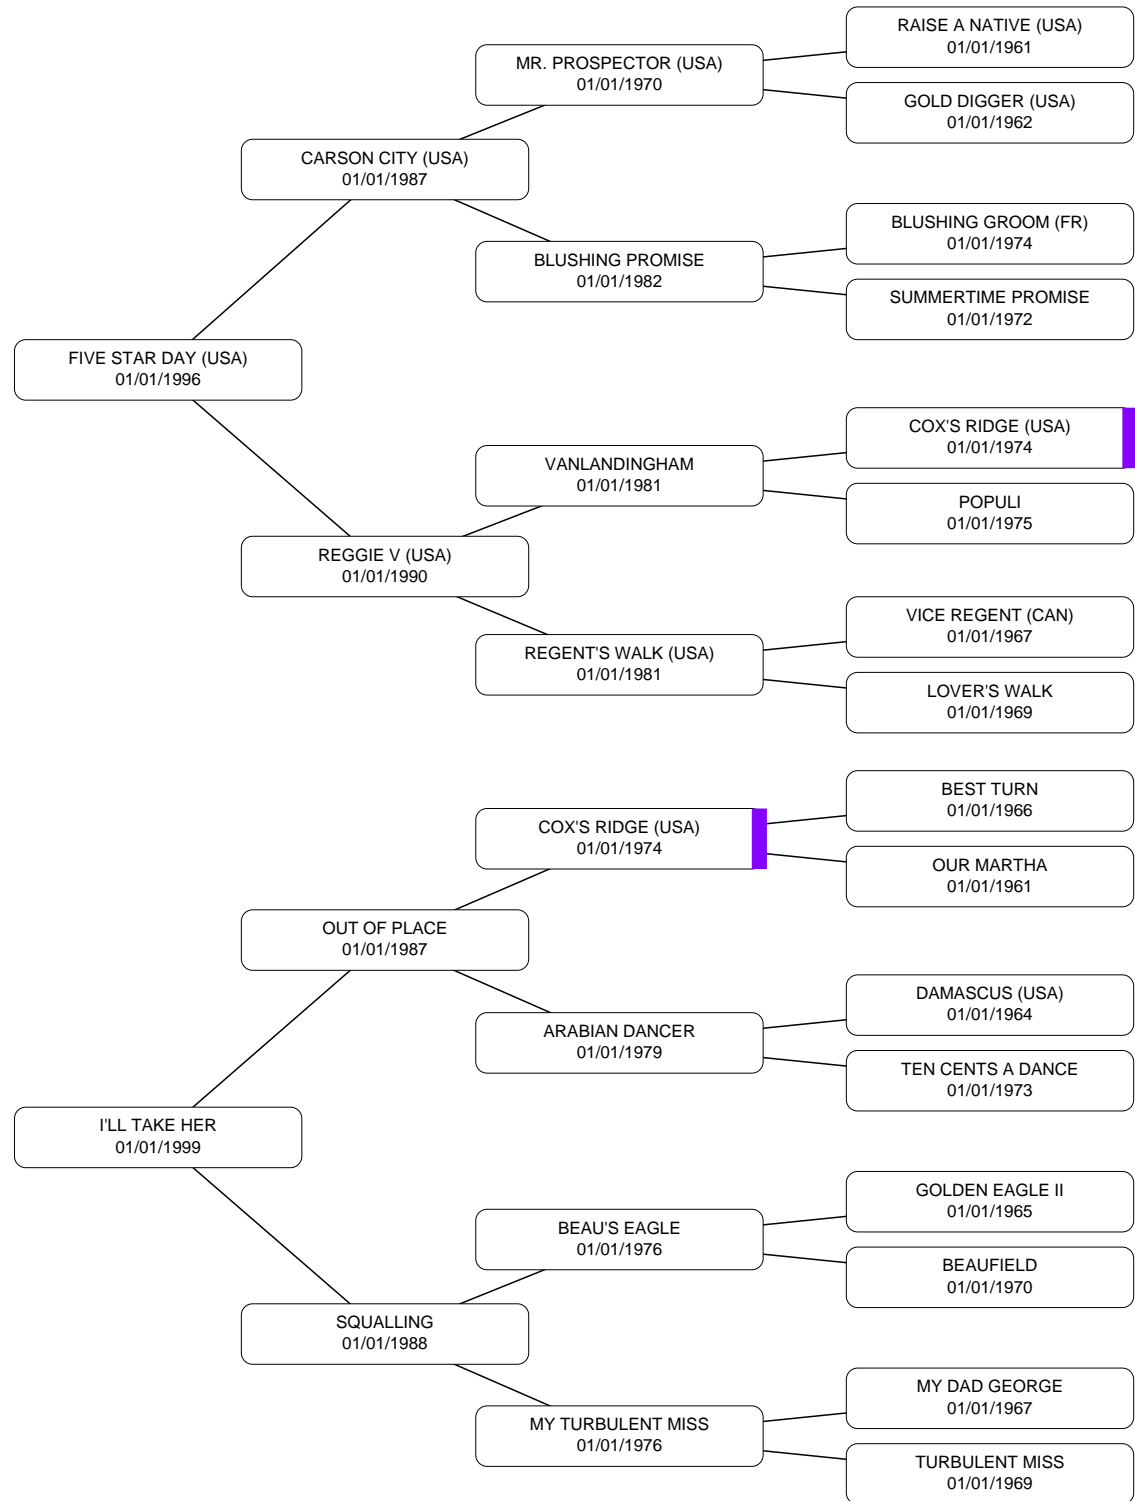 RAISE A NATIVE (USA)
01/01/1961
MR. PROSPECTOR (USA)
01/01/1970
GOLD DIGGER (USA)
01/01/1962
CARSON CITY (USA)
01/01/1987
BLUSHING GROOM (FR)
01/01/1974
BLUSHING PROMISE
01/01/1982
SUMMERTIME PROMISE
01/01/1972
FIVE STAR DAY (USA)
01/01/1996
COX'S RIDGE (USA)
01/01/1974
VANLANDINGHAM
01/01/1981
POPULI
01/01/1975
REGGIE V (USA)
01/01/1990
VICE REGENT (CAN)
01/01/1967
REGENT'S WALK (USA)
01/01/1981
LOVER'S WALK
01/01/1969
BEST TURN
01/01/1966
COX'S RIDGE (USA)
01/01/1974
OUR MARTHA
01/01/1961
OUT OF PLACE
01/01/1987
DAMASCUS (USA)
01/01/1964
ARABIAN DANCER
01/01/1979
TEN CENTS A DANCE
01/01/1973
I'LL TAKE HER
01/01/1999
GOLDEN EAGLE II
01/01/1965
BEAU'S EAGLE
01/01/1976
BEAUFIELD
01/01/1970
SQUALLING
01/01/1988
MY DAD GEORGE
01/01/1967
MY TURBULENT MISS
01/01/1976
TURBULENT MISS
01/01/1969